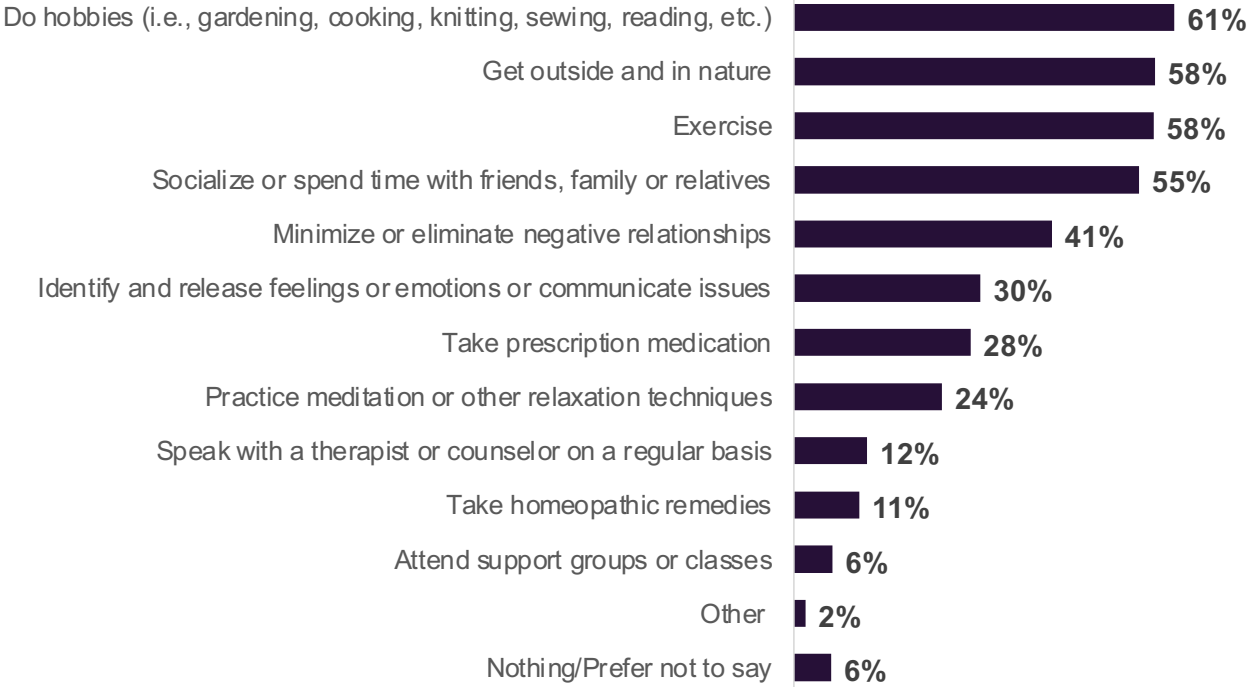 Do hobbies (i.e., gardening, cooking, knitting, sewing, reading, etc.) 61%
Get outside and in nature 58%
Exercise 58%
Socialize or spend time with friends, family or relatives 55%
Minimize or eliminate negative relationships 41%
Identify and release feelings or emotions or communicate issues 30%
Take prescription medication 28%
Practice meditation or other relaxation techniques 24%
Speak with a therapist or counselor on a regular basis 12%
Take homeopathic remedies 11%
Attend support groups or classes 6%
Other 2%
Nothing/Prefer not to say 6%